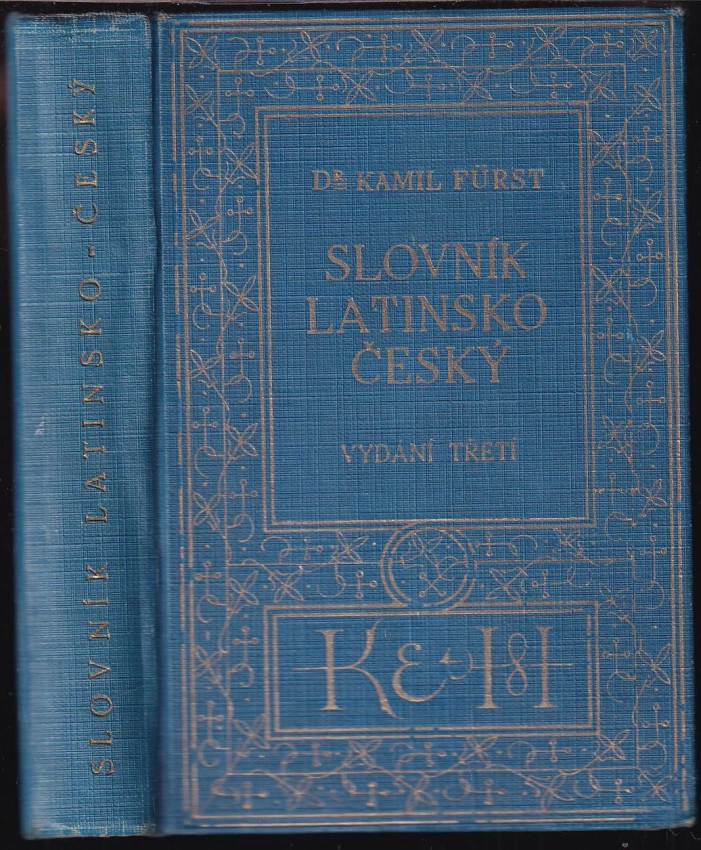 SLOVNÍK LATINSKO-ČESKÝ
DR KAMIL FÜRST
SLOVNÍK
LATINSKO
ČESKÝ
VYDÁNÍ TŘETÍ